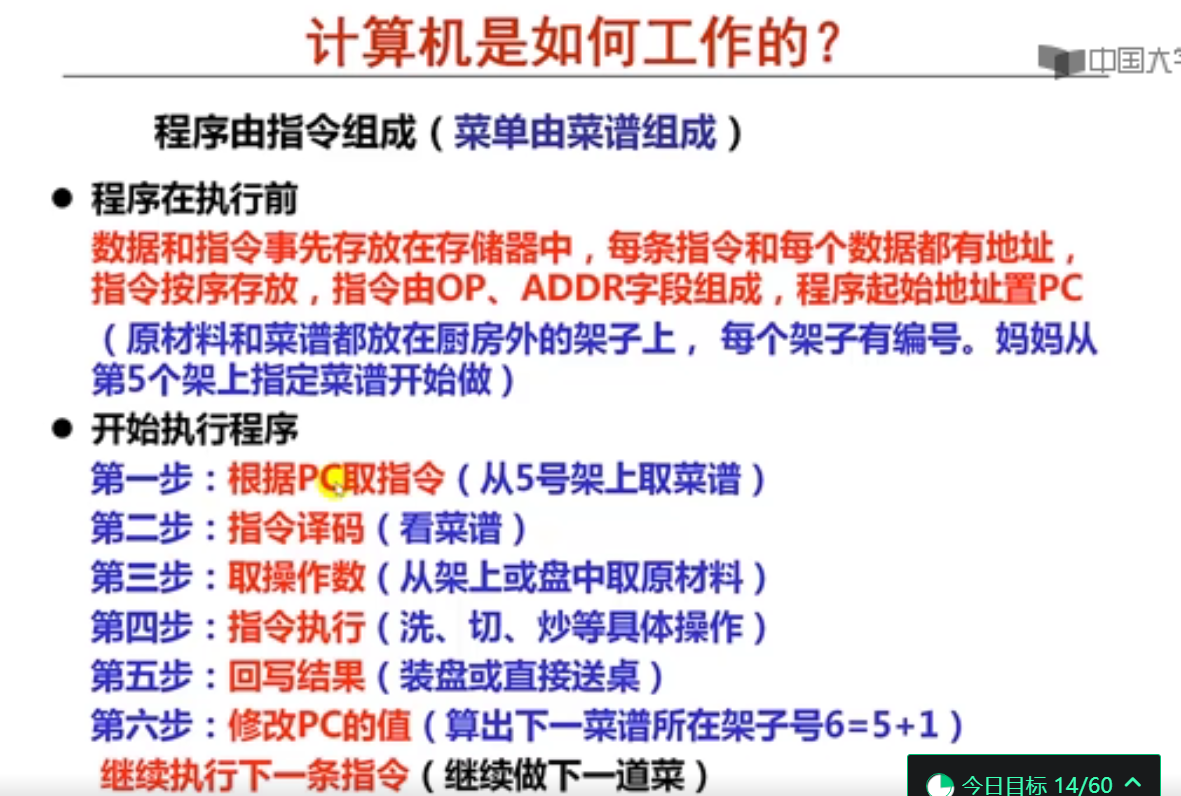 计算机是如何工作的？
中国大
程序由指令组成（菜单由菜谱组成）
● 程序在执行前
数据和指令事先存放在存储器中，每条指令和每个数据都有地址，
指令按序存放，指令由OP、ADDR字段组成，程序起始地址置PC
（原材料和菜谱都放在厨房外的架子上， 每个架子有编号。妈妈从
第5个架上指定菜谱开始做）
● 开始执行程序
第一步：根据PC取指令（从5号架上取菜谱）
第二步：指令译码（看菜谱）
第三步：取操作数（从架上或盘中取原材料）
第四步：指令执行（洗、切、炒等具体操作）
第五步：回写结果（装盘或直接送桌）
第六步：修改PC的值（算出下一菜谱所在架子号6=5+1）
继续执行下一条指令（继续做下一道菜）
今日目标 14/60